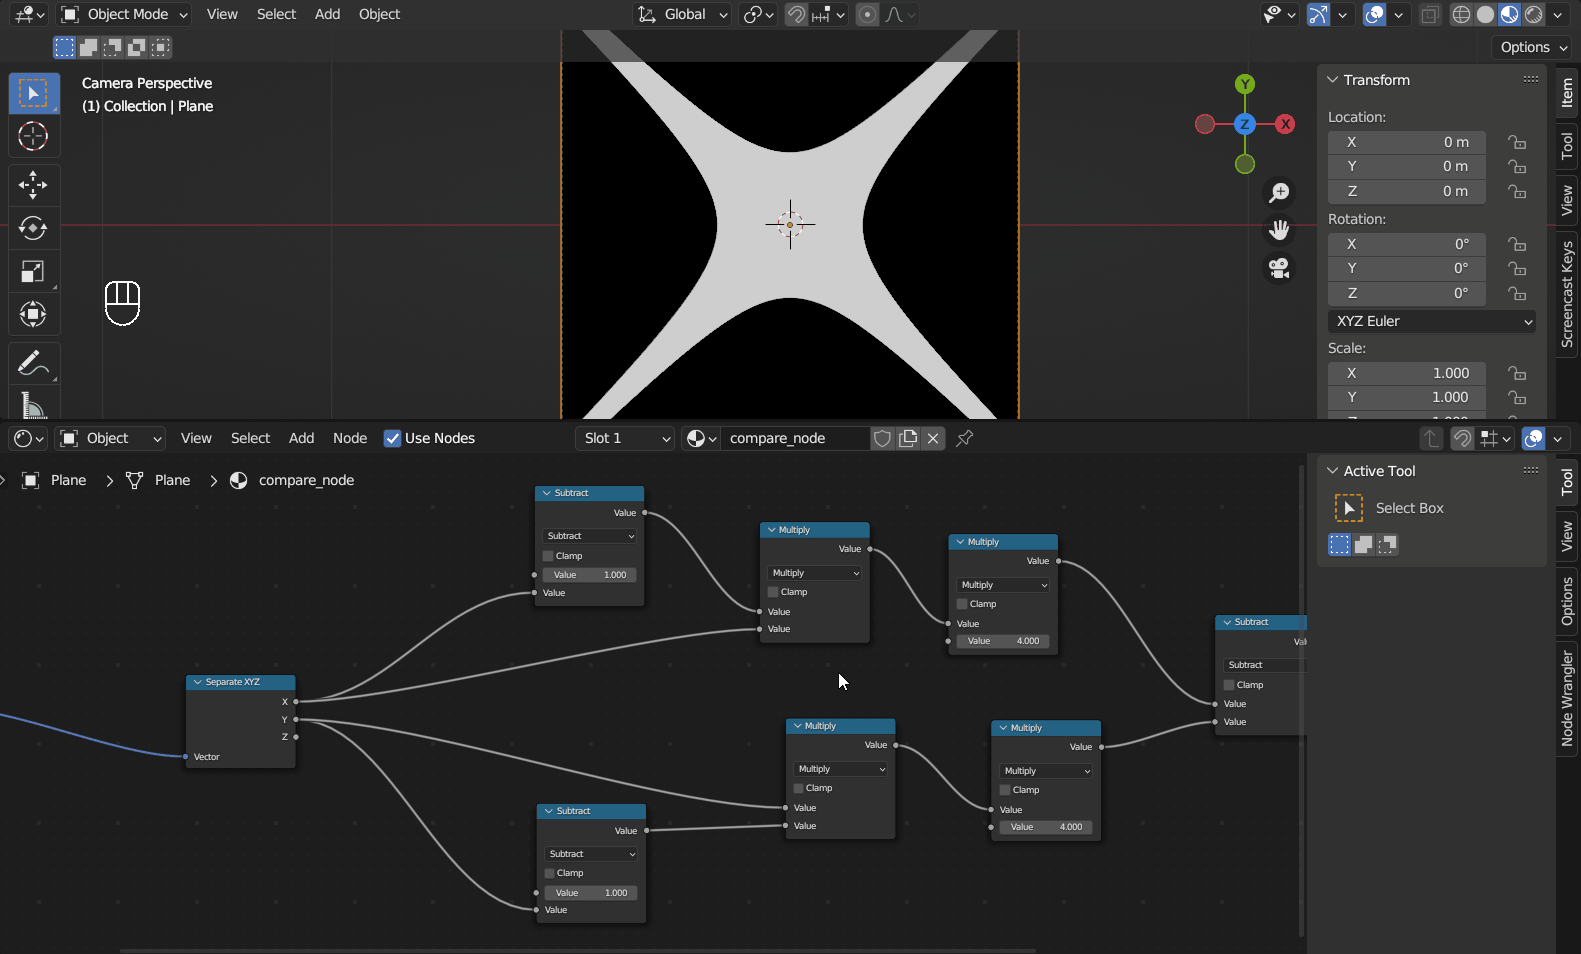 Object Mode View Select Add Object Global
Options
Camera Perspective
(1) Collection | Plane
Y
Z
X
Transform
Location:
X 0 m
Y 0 m
Z 0 m
Rotation:
X 0°
Y 0°
Z 0°
XYZ Euler
Scale:
X 1.000
Y 1.000
Item
Tool
View
Screencast Keys
Object View Select Add Node Use Nodes Slot 1 compare_node
Plane Plane compare_node
Subtract
Value
Subtract
Clamp
Value 1.000
Value
Multiply
Value
Multiply
Clamp
Value
Value
Multiply
Value
Multiply
Clamp
Value
Value 4.000
Subtract
Subtract
Clamp
Value
Value
Separate XYZ
X
Y
Z
Vector
Multiply
Value
Multiply
Clamp
Value
Value
Multiply
Value
Multiply
Clamp
Value
Value 4.000
Subtract
Value
Subtract
Clamp
Value 1.000
Value
Active Tool
Select Box
Tool
View
Options
Node Wrangler